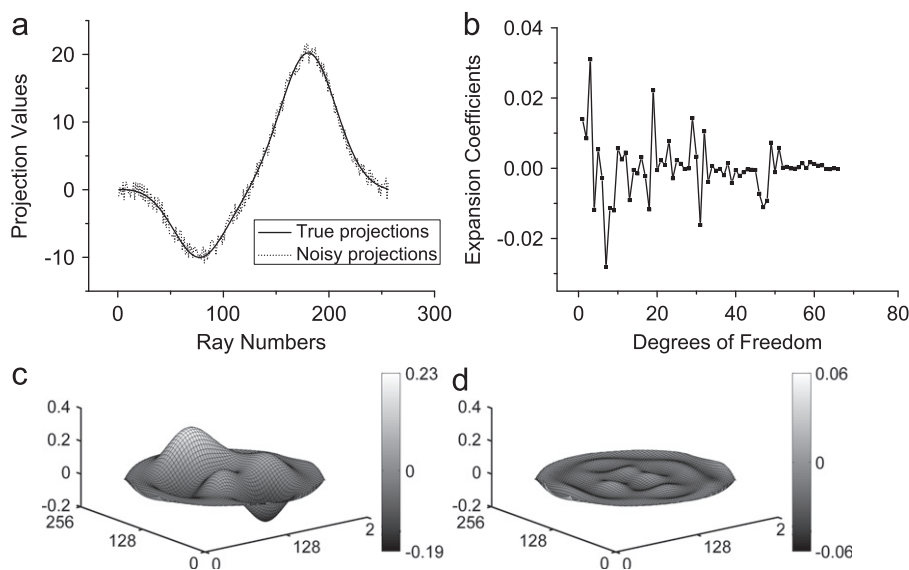 a
20
10
0
-10
Projection Values
True projections
Noisy projections
0 100 200 300
Ray Numbers
b
0.04
0.02
0.00
-0.02
Expansion Coefficients
0 20 40 60 80
Degrees of Freedom
c
0.4
0.2
0
-0.2
256
128
0 0
128
2
0.23
0
-0.19
d
0.4
0.2
0
-0.2
256
128
0 0
128
2
0.06
0
-0.06